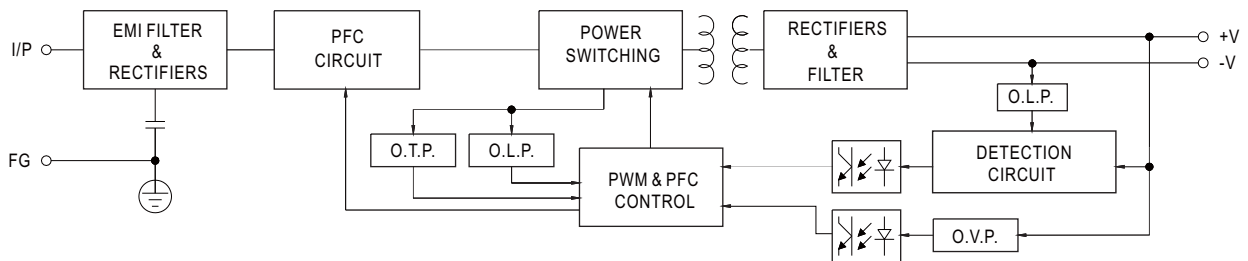 I/P
EMI FILTER
&
RECTIFIERS
PFC
CIRCUIT
POWER
SWITCHING
RECTIFIERS
&
FILTER
+V
-V
O.L.P.
O.T.P.
O.L.P.
FG
PWM & PFC
CONTROL
DETECTION
CIRCUIT
O.V.P.